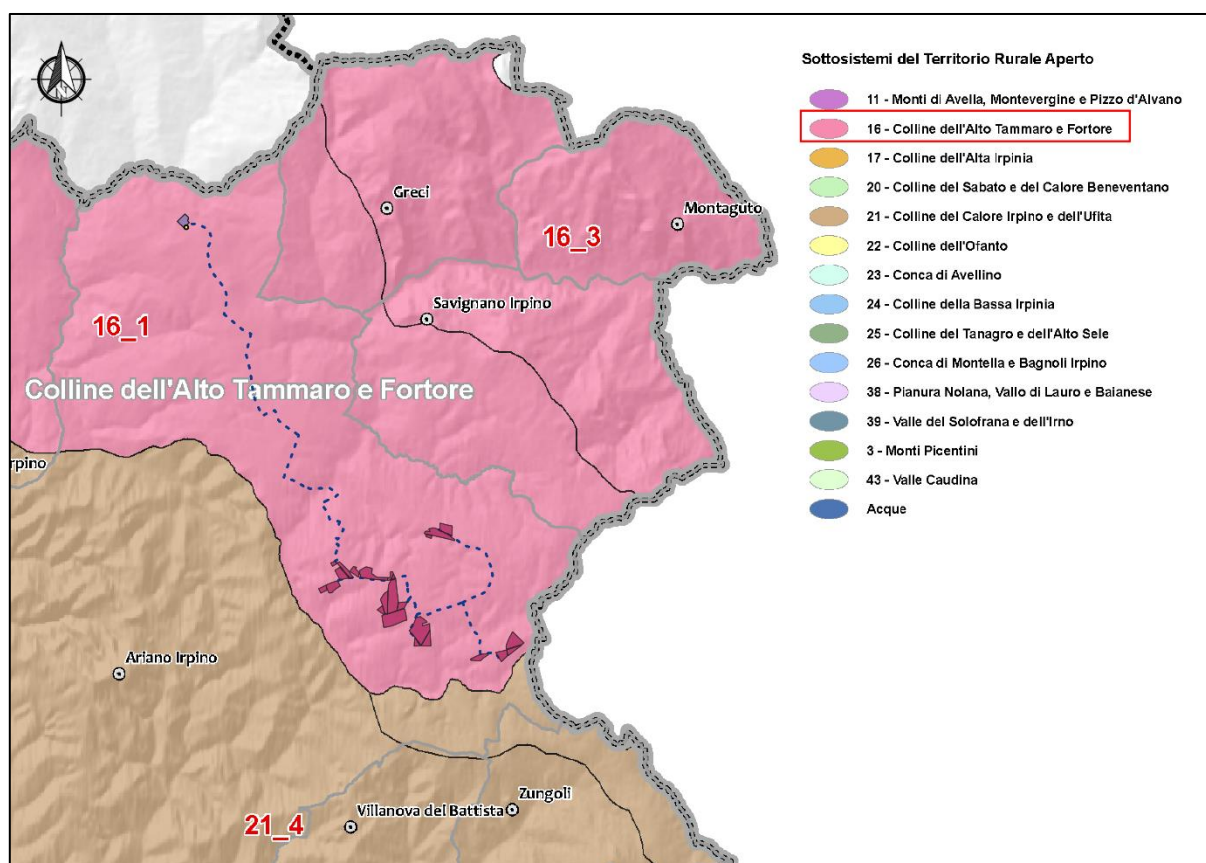 Greci
Montaguto
16_3
Savignano Irpino
16_1
Colline dell'Alto Tammaro e Fortore
rpino
Ariano Irpino
Villanova del Battista
Zungoli
21_4
Sottosistemi del Territorio Rurale Aperto
11 - Monti di Avella, Montevergine e Pizzo d'Alvano
16 - Colline dell'Alto Tammaro e Fortore
17 - Colline dell'Alta Irpinia
20 - Colline del Sabato e del Calore Beneventano
21 - Colline del Calore Irpino e dell'Ufita
22 - Colline dell'Ofanto
23 - Conca di Avellino
24 - Colline della Bassa Irpinia
25 - Colline del Tanagro e dell'Alto Sele
26 - Conca di Montella e Bagnoli Irpino
38 - Pianura Nolana, Vallo di Lauro e Baianese
39 - Valle del Solofrana e dell'Irno
3 - Monti Picentini
43 - Valle Caudina
Acque